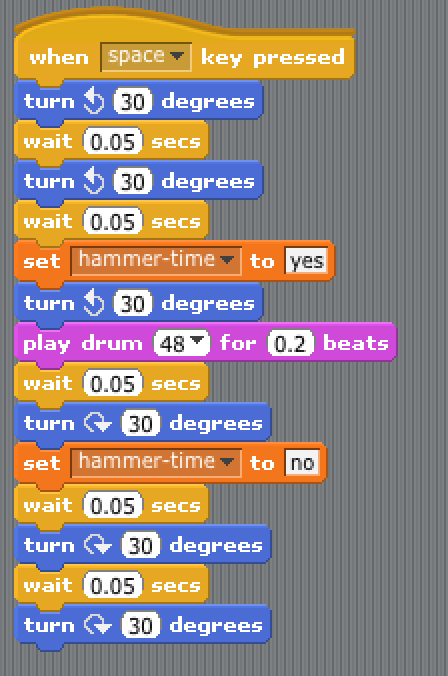 when space key pressed
turn 30 degrees
wait 0.05 secs
turn 30 degrees
wait 0.05 secs
set hammer-time to yes
turn 30 degrees
play drum 48 for 0.2 beats
wait 0.05 secs
turn 30 degrees
set hammer-time to no
wait 0.05 secs
turn 30 degrees
wait 0.05 secs
turn 30 degrees